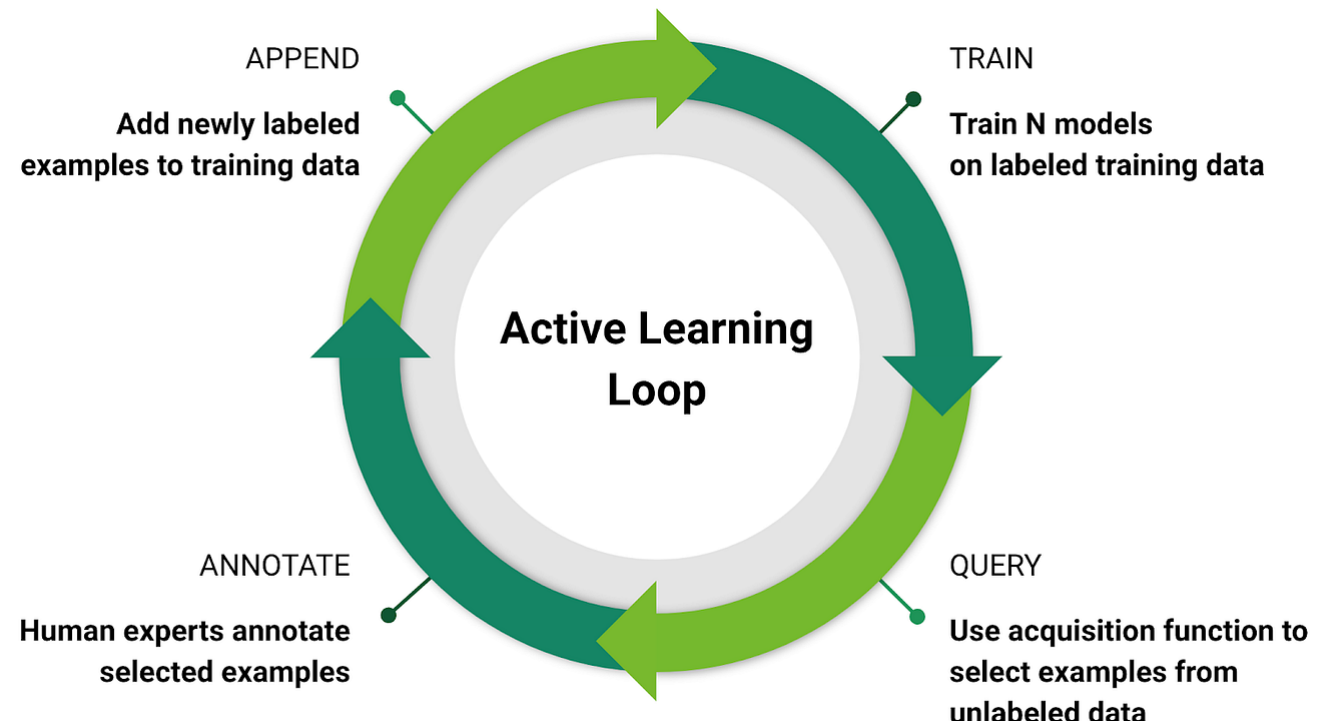 APPEND
Add newly labeled
examples to training data
TRAIN
Train N models
on labeled training data
Active Learning
Loop
ANNOTATE
Human experts annotate
selected examples
QUERY
Use acquisition function to
select examples from
unlabeled data